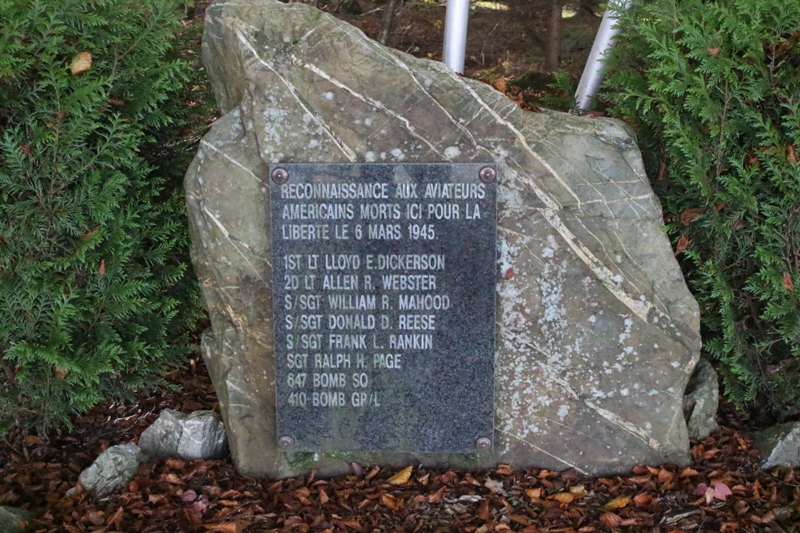 RECONNAISSANCE AUX AVIATEURS
AMERICAINS MORTS ICI POUR LA
LIBERTE LE 6 MARS 1945.
1ST LT LLOYD E.DICKERSON
2D LT ALLEN R. WEBSTER
S/SGT WILLIAM R. MAHOOD
S/SGT DONALD D. REESE
S/SGT FRANK L. RANKIN
SGT RALPH H. PAGE
647 BOMB SQ
410 BOMB GP/L